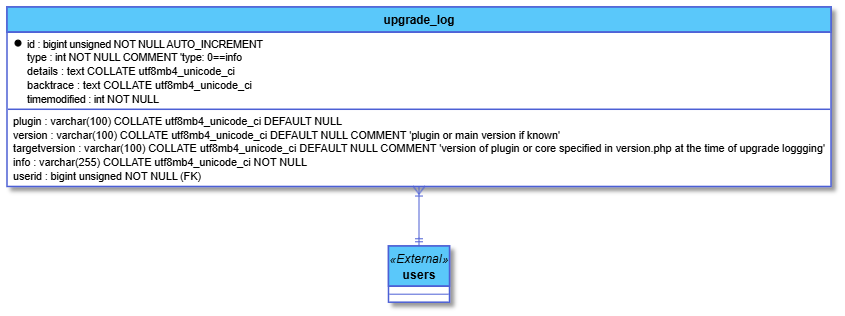 upgrade_log
id : bigint unsigned NOT NULL AUTO_INCREMENT
type : int NOT NULL COMMENT 'type: 0==info
details : text COLLATE utf8mb4_unicode_ci
backtrace : text COLLATE utf8mb4_unicode_ci
timemodified : int NOT NULL
plugin : varchar(100) COLLATE utf8mb4_unicode_ci DEFAULT NULL
version : varchar(100) COLLATE utf8mb4_unicode_ci DEFAULT NULL COMMENT 'plugin or main version if known'
targetversion : varchar(100) COLLATE utf8mb4_unicode_ci DEFAULT NULL COMMENT 'version of plugin or core specified in version.php at the time of upgrade loggging'
info : varchar(255) COLLATE utf8mb4_unicode_ci NOT NULL
userid : bigint unsigned NOT NULL (FK)
«External»
users